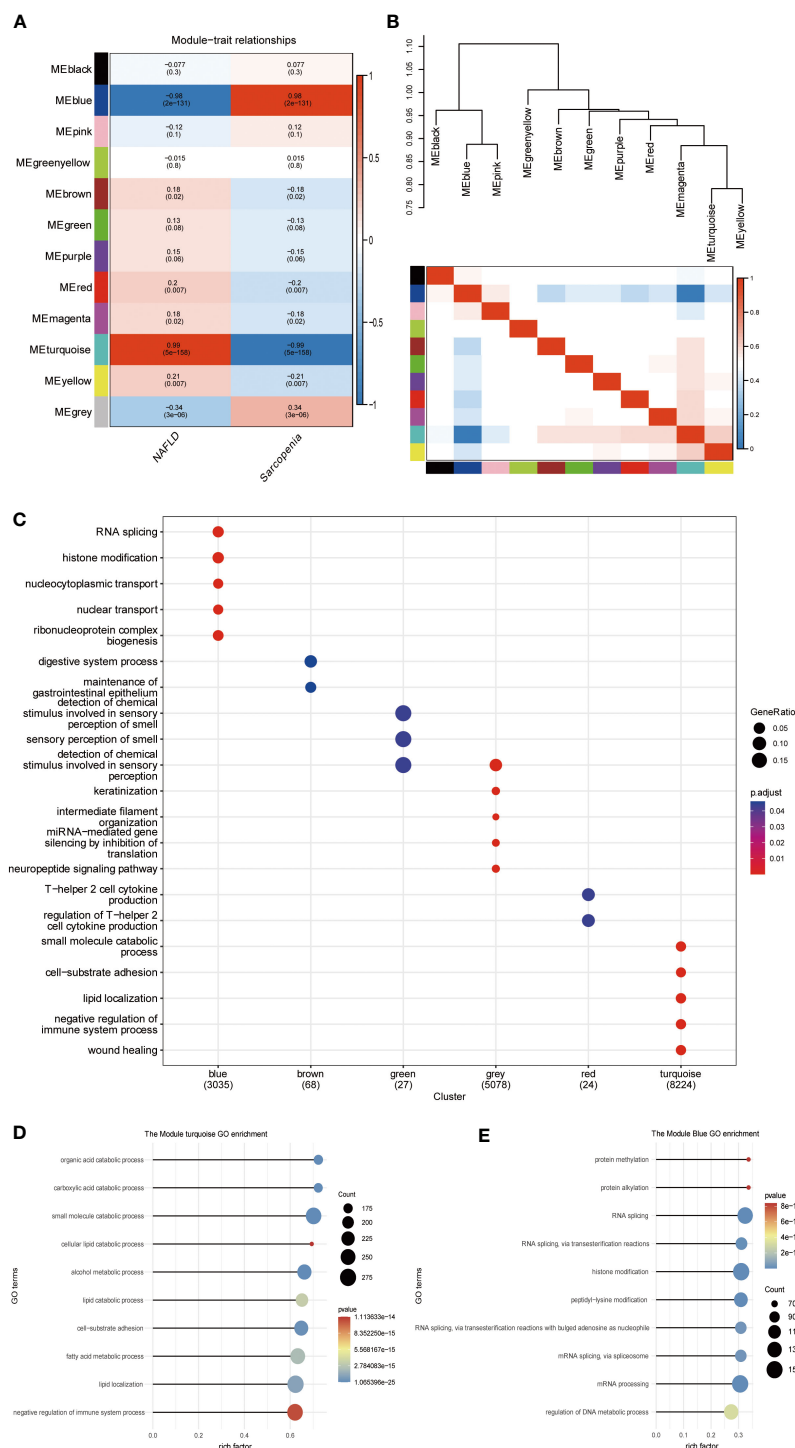 A
Module−trait relationships
MEblack
−0.077
(0.3)
0.077
(0.3)
MEblue
−0.98
(2e−131)
0.98
(2e−131)
MEpink
−0.12
(0.1)
0.12
(0.1)
MEgreenyellow
−0.015
(0.8)
0.015
(0.8)
MEbrown
0.18
(0.02)
−0.18
(0.02)
MEgreen
0.13
(0.08)
−0.13
(0.08)
MEpurple
0.15
(0.06)
−0.15
(0.06)
MEred
0.2
(0.007)
−0.2
(0.007)
MEmagenta
0.18
(0.02)
−0.18
(0.02)
MEturquoise
0.99
(5e−158)
−0.99
(5e−158)
MEyellow
0.21
(0.007)
−0.21
(0.007)
MEgrey
−0.34
(3e−06)
0.34
(3e−06)
NAFLD
Sarcopenia
1
0.5
0
−0.5
−1
B
1.10
1.05
1.00
0.95
0.90
0.85
0.80
0.75
MEblack
MEblue
MEpink
MEgreenyellow
MEbrown
MEgreen
MEpurple
MEred
MEmagenta
MEturquoise
MEyellow
1
0.8
0.6
0.4
0.2
0
C
RNA splicing
histone modification
nucleocytoplasmic transport
nuclear transport
ribonucleoprotein complex
biogenesis
digestive system process
maintenance of
gastrointestinal epithelium
detection of chemical
stimulus involved in sensory
perception of smell
sensory perception of smell
detection of chemical
stimulus involved in sensory
perception
keratinization
intermediate filament
organization
miRNA−mediated gene
silencing by inhibition of
translation
neuropeptide signaling pathway
T−helper 2 cell cytokine
production
regulation of T−helper 2
cell cytokine production
small molecule catabolic
process
cell−substrate adhesion
lipid localization
negative regulation of
immune system process
wound healing
blue
(3035)
brown
(68)
green
(27)
grey
(5078)
red
(24)
turquoise
(8224)
Cluster
GeneRatio
0.05
0.10
0.15
p.adjust
0.04
0.03
0.02
0.01
D
The Module turquoise GO enrichment
GO terms
organic acid catabolic process
carboxylic acid catabolic process
small molecule catabolic process
cellular lipid catabolic process
alcohol metabolic process
lipid catabolic process
cell−substrate adhesion
fatty acid metabolic process
lipid localization
negative regulation of immune system process
0.0
0.2
0.4
0.6
rich factor
Count
175
200
225
250
275
pvalue
1.113633e−14
8.352250e−15
5.568167e−15
2.784083e−15
1.065396e−25
E
The Module Blue GO enrichment
GO terms
protein methylation
protein alkylation
RNA splicing
RNA splicing, via transesterification reactions
histone modification
peptidyl−lysine modification
RNA splicing, via transesterification reactions with bulged adenosine as nucleophile
mRNA splicing, via spliceosome
mRNA processing
regulation of DNA metabolic process
0.0
0.1
0.2
0.3
rich factor
pvalue
8e−1
6e−1
4e−1
2e−1
Count
70
90
11
13
15